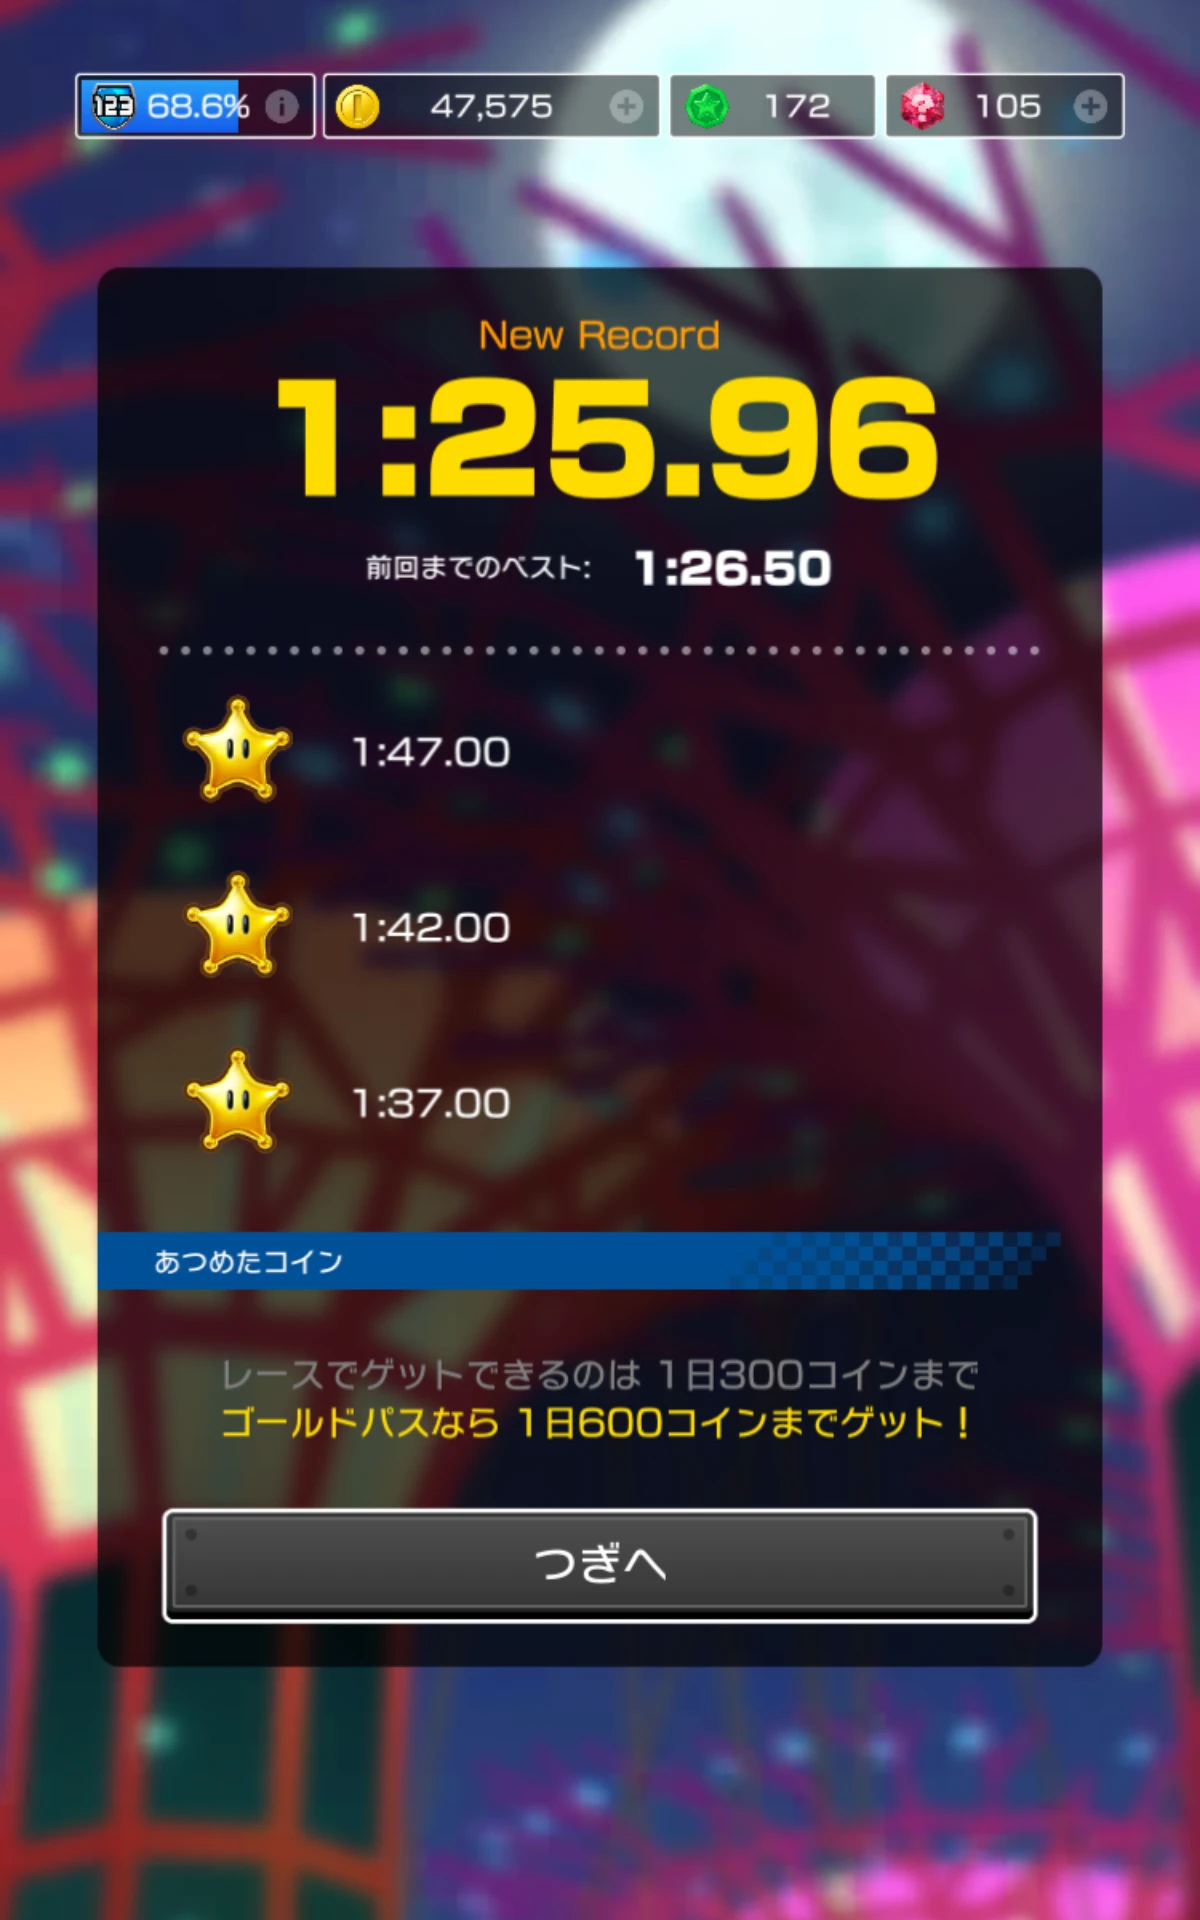 123 68.6% i 47,575 + 172 105 +
New Record
1:25.96
前回までのベスト: 1:26.50
1:47.00
1:42.00
1:37.00
あつめたコイン
レースでゲットできるのは 1日300コインまで
ゴールドパスなら 1日600コインまでゲット！
つぎへ